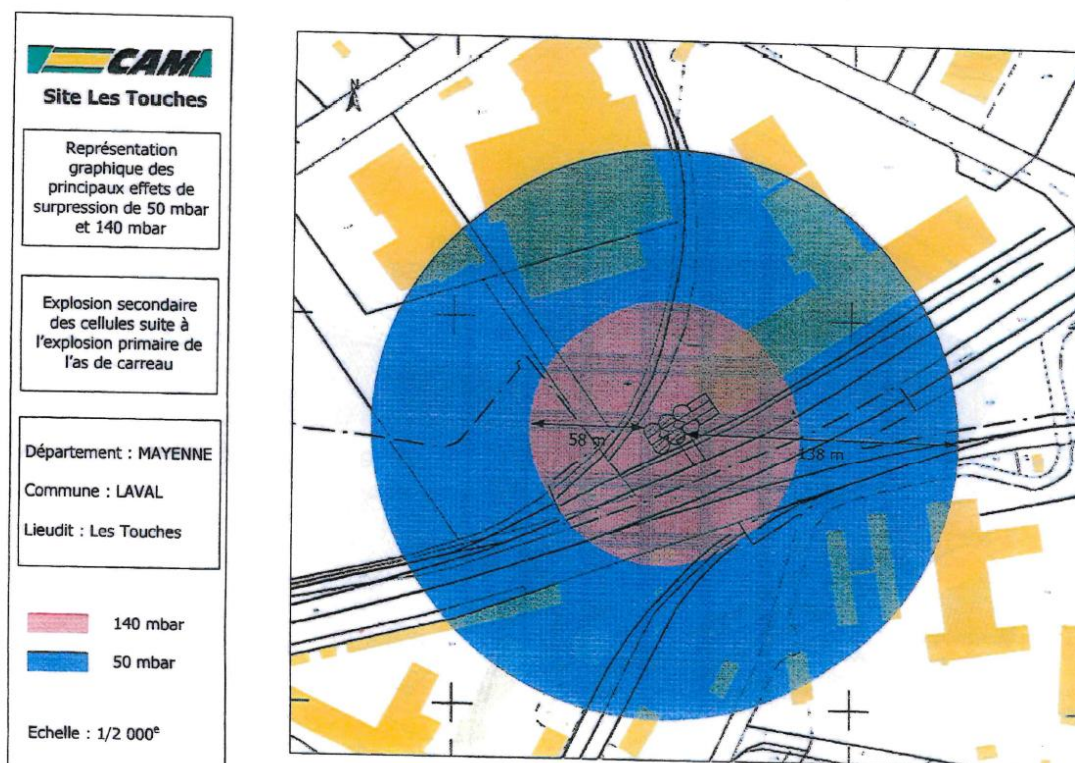 CAM
Site Les Touches
Représentation
graphique des
principaux effets de
surpression de 50 mbar
et 140 mbar
Explosion secondaire
des cellules suite à
l'explosion primaire de
l'as de carreau
Département : MAYENNE
Commune : LAVAL
Lieudit : Les Touches
140 mbar
50 mbar
Echelle : 1/2 000e
N
58 m
138 m